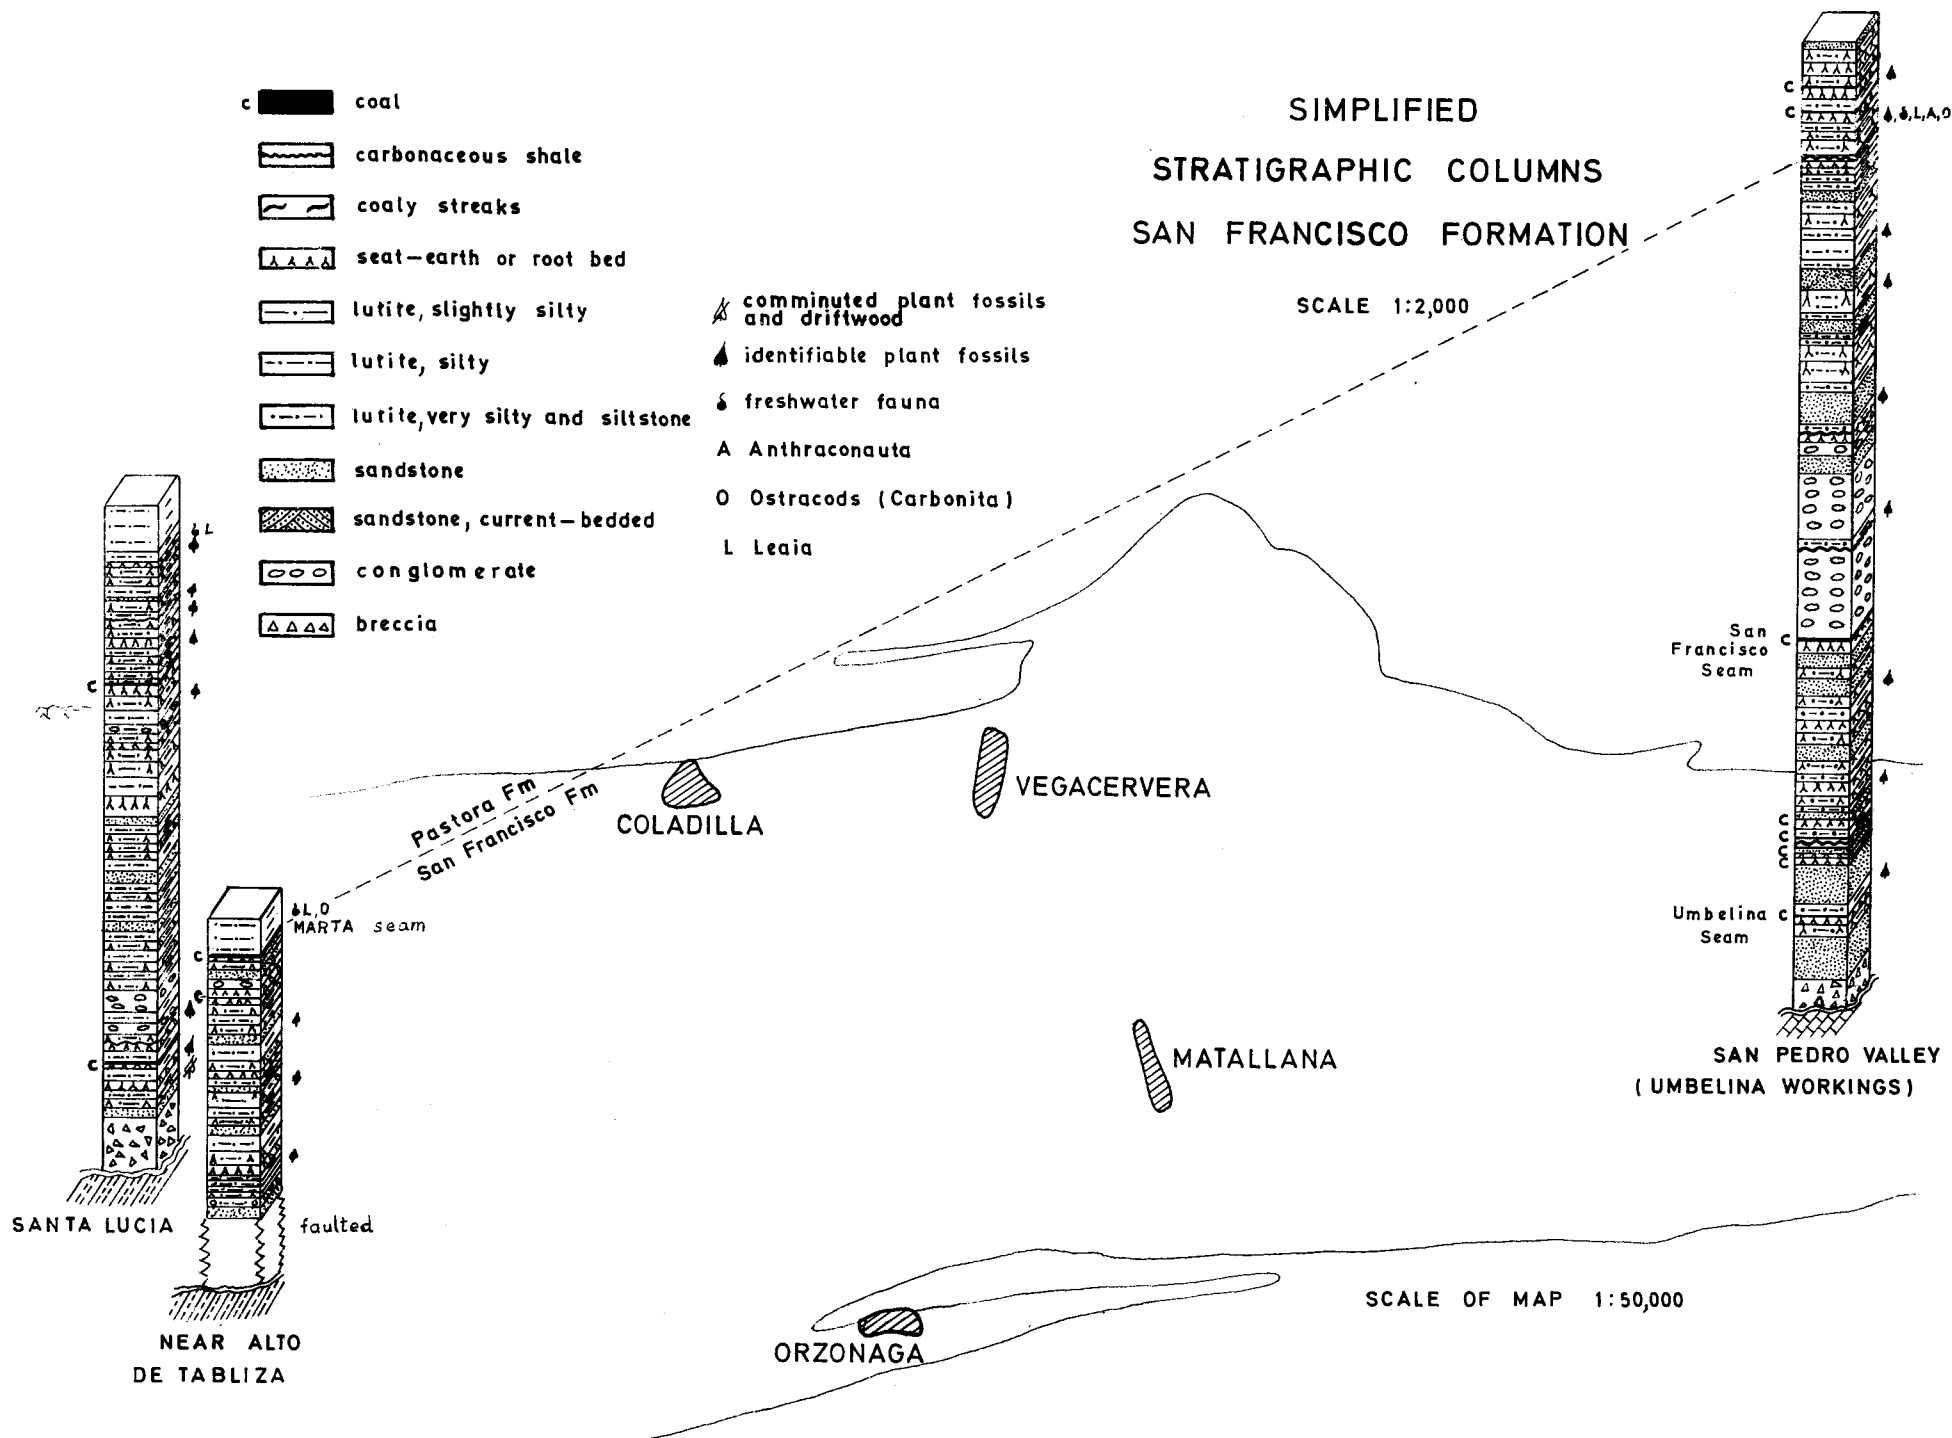 SIMPLIFIED
STRATIGRAPHIC COLUMNS
SAN FRANCISCO FORMATION
SCALE 1:2,000
c coal
carbonaceous shale
coaly streaks
seat-earth or root bed
lutite, slightly silty
lutite, silty
lutite, very silty and siltstone
sandstone
sandstone, current-bedded
conglomerate
breccia
comminuted plant fossils
and driftwood
identifiable plant fossils
freshwater fauna
A Anthraconauta
O Ostracods (Carbonita)
L Leaia
L
c
c
SANTA LUCIA
L,O
MARTA seam
c
c
faulted
NEAR ALTO
DE TABLIZA
Pastora Fm
San Francisco Fm
COLADILLA
VEGACERVERA
MATALLANA
ORZONAGA
SCALE OF MAP 1:50,000
c
c
,L,A,O
San
Francisco
Seam
c
c
c
c
c
Umbelina c
Seam
SAN PEDRO VALLEY
(UMBELINA WORKINGS)